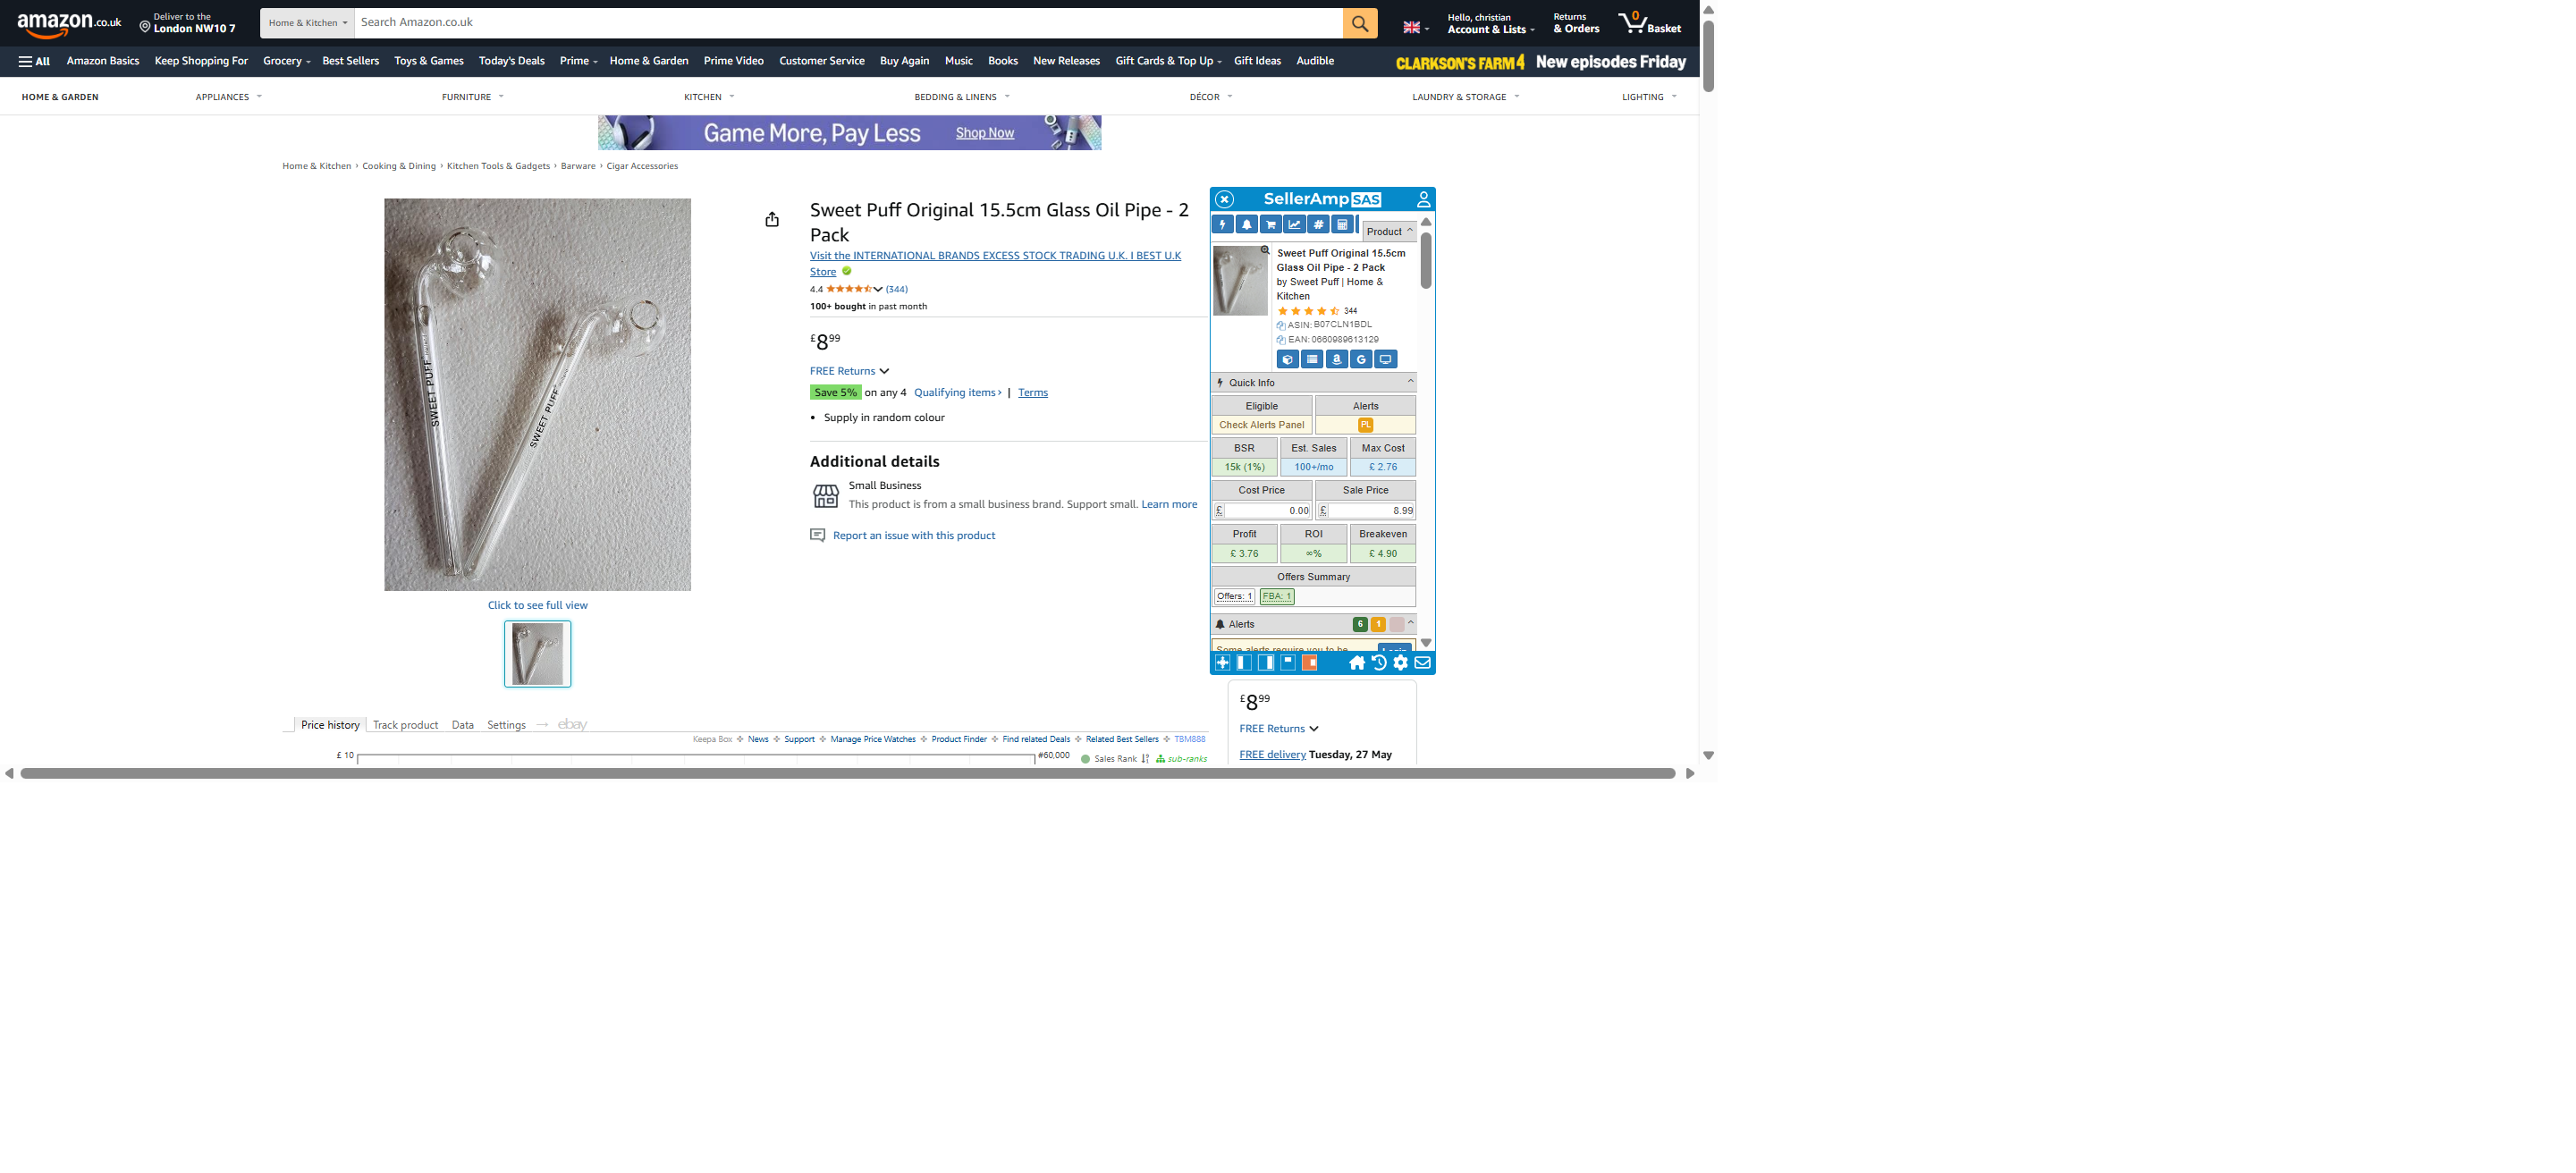 amazon.co.uk
Deliver to the
London NW10 7
Home & Kitchen
Search Amazon.co.uk
Hello, christian
Account & Lists
Returns
& Orders
0
Basket
All
Amazon Basics
Keep Shopping For
Grocery
Best Sellers
Toys & Games
Today's Deals
Prime
Home & Garden
Prime Video
Customer Service
Buy Again
Music
Books
New Releases
Gift Cards & Top Up
Gift Ideas
Audible
CLARKSON'S FARM 4 New episodes Friday
HOME & GARDEN
APPLIANCES
FURNITURE
KITCHEN
BEDDING & LINENS
DÉCOR
LAUNDRY & STORAGE
LIGHTING
Game More, Pay Less
Shop Now
Home & Kitchen › Cooking & Dining › Kitchen Tools & Gadgets › Barware › Cigar Accessories
SWEET PUFF
SWEET PUFF
Click to see full view
Sweet Puff Original 15.5cm Glass Oil Pipe - 2
Pack
Visit the INTERNATIONAL BRANDS EXCESS STOCK TRADING U.K. I BEST U.K
Store
4.4 (344)
100+ bought in past month
£8.99
FREE Returns
Save 5% on any 4 Qualifying items › | Terms
• Supply in random colour
Additional details
Small Business
This product is from a small business brand. Support small. Learn more
Report an issue with this product
SellerAmp SAS
Product
Sweet Puff Original 15.5cm
Glass Oil Pipe - 2 Pack
by Sweet Puff | Home &
Kitchen
344
ASIN: B07CLN1BDL
EAN: 0660989613129
Quick Info
Eligible Alerts
Check Alerts Panel PL
BSR Est. Sales Max Cost
15k (1%) 100+/mo £ 2.76
Cost Price Sale Price
£ 0.00 £ 8.99
Profit ROI Breakeven
£ 3.76 ∞% £ 4.90
Offers Summary
Offers: 1 FBA: 1
Alerts 6 1
Some alerts require you to be Login
£8.99
FREE Returns
FREE delivery Tuesday, 27 May
Price history Track product Data Settings → ebay
Keepa Box News Support Manage Price Watches Product Finder Find related Deals Related Best Sellers TBM888
£ 10 #60,000 Sales Rank sub-ranks